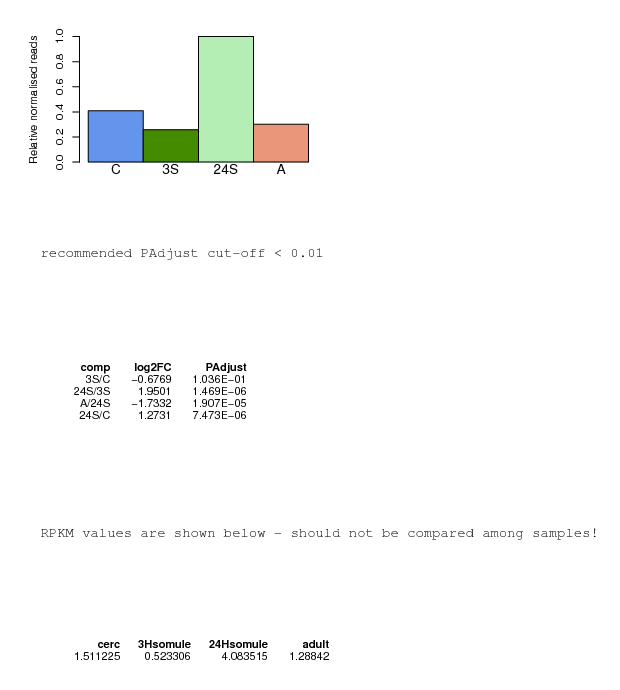 Relative normalised reads
1.0
0.8
0.6
0.4
0.2
0.0
C 3S 24S A
recommended PAdjust cut-off < 0.01
comp log2FC PAdjust
3S/C −0.6769 1.036E−01
24S/3S 1.9501 1.469E−06
A/24S −1.7332 1.907E−05
24S/C 1.2731 7.473E−06
RPKM values are shown below - should not be compared among samples!
cerc 3Hsomule 24Hsomule adult
1.511225 0.523306 4.083515 1.28842